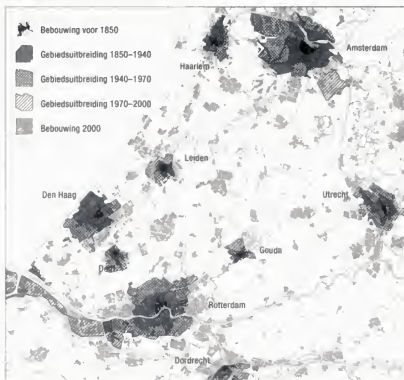 Bebouwing voor 1850
Gebiedsuitbreiding 1850–1940
Gebiedsuitbreiding 1940–1970
Gebiedsuitbreiding 1970–2000
Bebouwing 2000
Amsterdam
Haarlem
Leiden
Den Haag
Utrecht
Delft
Gouda
Rotterdam
Dordrecht